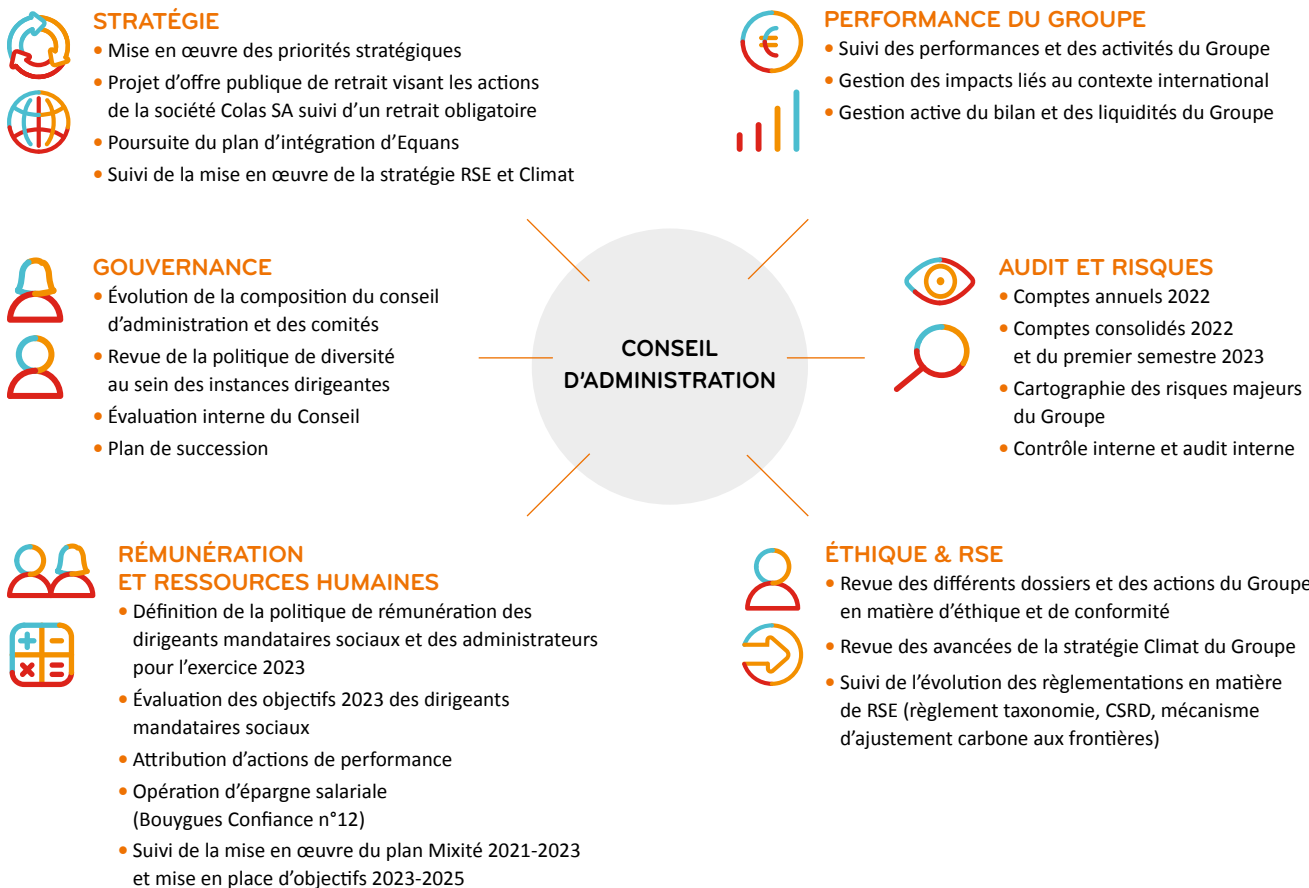 STRATÉGIE
• Mise en œuvre des priorités stratégiques
• Projet d'offre publique de retrait visant les actions
de la société Colas SA suivi d'un retrait obligatoire
• Poursuite du plan d'intégration d'Equans
• Suivi de la mise en œuvre de la stratégie RSE et Climat
PERFORMANCE DU GROUPE
• Suivi des performances et des activités du Groupe
• Gestion des impacts liés au contexte international
• Gestion active du bilan et des liquidités du Groupe
GOUVERNANCE
• Évolution de la composition du conseil
d'administration et des comités
• Revue de la politique de diversité
au sein des instances dirigeantes
• Évaluation interne du Conseil
• Plan de succession
CONSEIL
D'ADMINISTRATION
AUDIT ET RISQUES
• Comptes annuels 2022
• Comptes consolidés 2022
et du premier semestre 2023
• Cartographie des risques majeurs
du Groupe
• Contrôle interne et audit interne
RÉMUNÉRATION
ET RESSOURCES HUMAINES
• Définition de la politique de rémunération des
dirigeants mandataires sociaux et des administrateurs
pour l'exercice 2023
• Évaluation des objectifs 2023 des dirigeants
mandataires sociaux
• Attribution d'actions de performance
• Opération d'épargne salariale
(Bouygues Confiance n°12)
• Suivi de la mise en œuvre du plan Mixité 2021-2023
et mise en place d'objectifs 2023-2025
ÉTHIQUE & RSE
• Revue des différents dossiers et des actions du Groupe
en matière d'éthique et de conformité
• Revue des avancées de la stratégie Climat du Groupe
• Suivi de l'évolution des règlementations en matière
de RSE (règlement taxonomie, CSRD, mécanisme
d'ajustement carbone aux frontières)